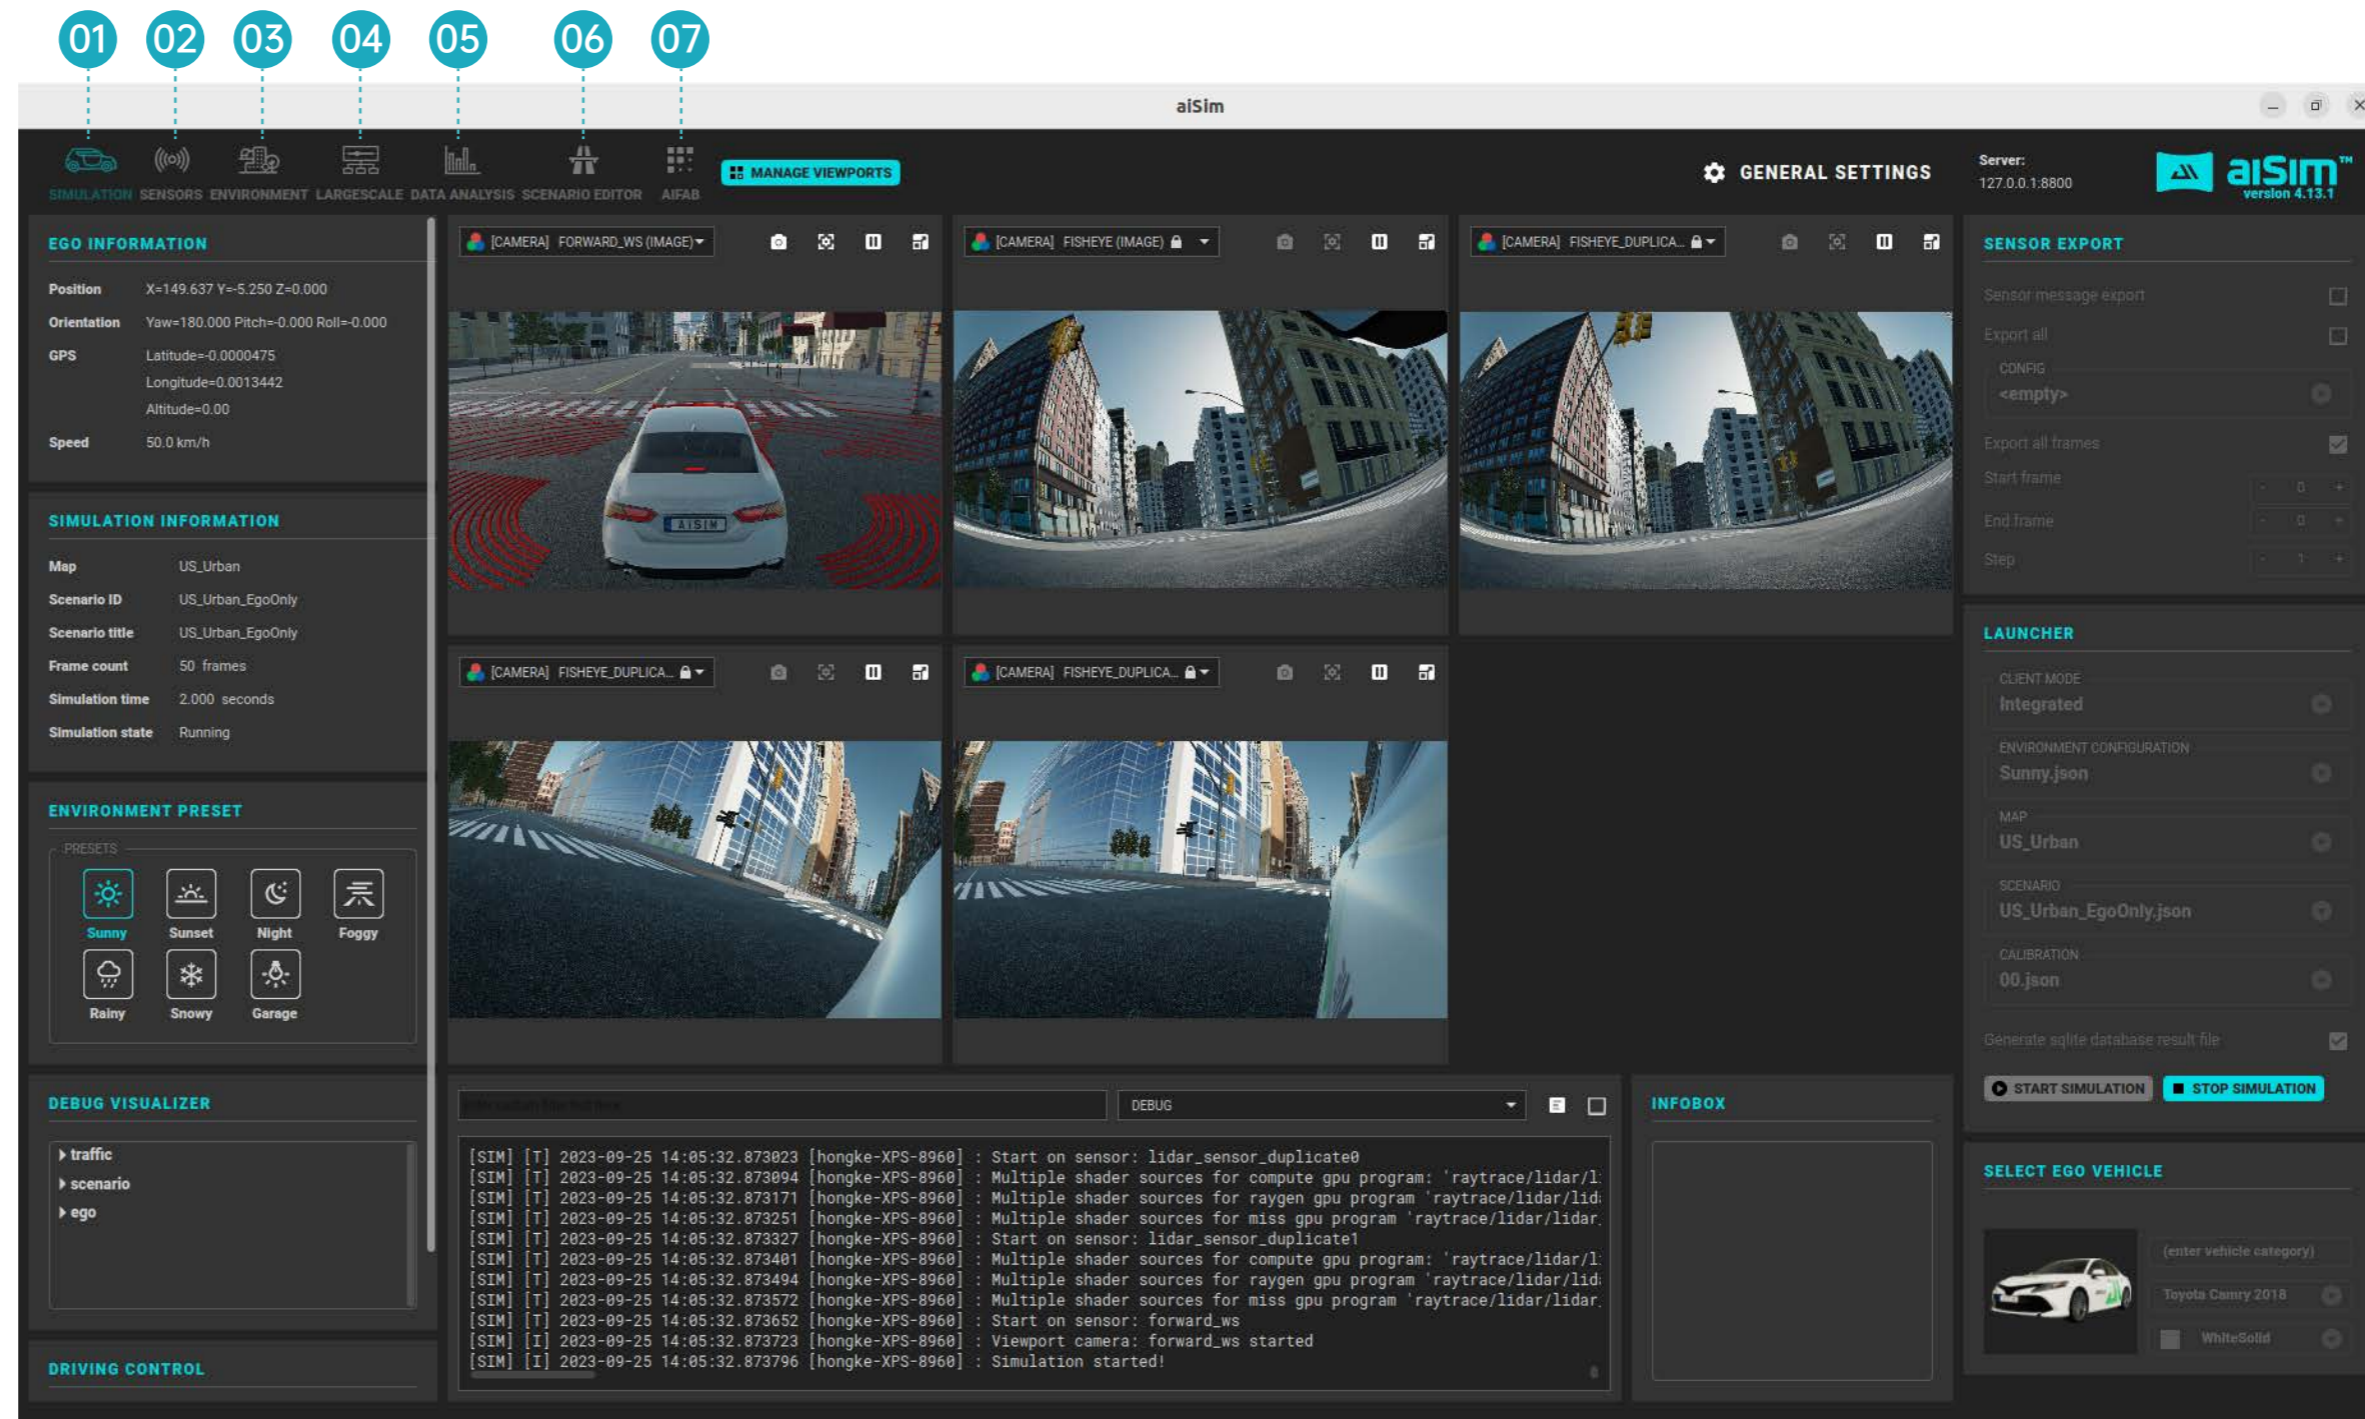 01 02 03 04 05 06 07
aiSim
SIMULATION SENSORS ENVIRONMENT LARGESCALE DATA ANALYSIS SCENARIO EDITOR AIFAB
MANAGE VIEWPORTS
GENERAL SETTINGS
Server:
127.0.0.1:8800
aiSim™
version 4.13.1
EGO INFORMATION
Position X=149.637 Y=-5.250 Z=0.000
Orientation Yaw=180.000 Pitch=-0.000 Roll=-0.000
GPS Latitude=-0.0000475
Longitude=0.0013442
Altitude=0.00
Speed 50.0 km/h
SIMULATION INFORMATION
Map US_Urban
Scenario ID US_Urban_EgoOnly
Scenario title US_Urban_EgoOnly
Frame count 50 frames
Simulation time 2.000 seconds
Simulation state Running
ENVIRONMENT PRESET
PRESETS
Sunny Sunset Night Foggy
Rainy Snowy Garage
DEBUG VISUALIZER
traffic
scenario
ego
DRIVING CONTROL
[CAMERA] FORWARD_WS (IMAGE)
[CAMERA] FISHEYE (IMAGE)
[CAMERA] FISHEYE_DUPLICA...
AISIM
[CAMERA] FISHEYE_DUPLICA...
[CAMERA] FISHEYE_DUPLICA...
DEBUG
[SIM] [T] 2023-09-25 14:05:32.873023 [hongke-XPS-8960] : Start on sensor: lidar_sensor_duplicate0
[SIM] [T] 2023-09-25 14:05:32.873094 [hongke-XPS-8960] : Multiple shader sources for compute gpu program: 'raytrace/lidar/l
[SIM] [T] 2023-09-25 14:05:32.873171 [hongke-XPS-8960] : Multiple shader sources for raygen gpu program 'raytrace/lidar/lid
[SIM] [T] 2023-09-25 14:05:32.873251 [hongke-XPS-8960] : Multiple shader sources for miss gpu program 'raytrace/lidar/lidar_
[SIM] [T] 2023-09-25 14:05:32.873327 [hongke-XPS-8960] : Start on sensor: lidar_sensor_duplicate1
[SIM] [T] 2023-09-25 14:05:32.873401 [hongke-XPS-8960] : Multiple shader sources for compute gpu program: 'raytrace/lidar/l
[SIM] [T] 2023-09-25 14:05:32.873494 [hongke-XPS-8960] : Multiple shader sources for raygen gpu program 'raytrace/lidar/lid
[SIM] [T] 2023-09-25 14:05:32.873572 [hongke-XPS-8960] : Multiple shader sources for miss gpu program 'raytrace/lidar/lidar_
[SIM] [T] 2023-09-25 14:05:32.873652 [hongke-XPS-8960] : Start on sensor: forward_ws
[SIM] [I] 2023-09-25 14:05:32.873723 [hongke-XPS-8960] : Viewport camera: forward_ws started
[SIM] [I] 2023-09-25 14:05:32.873796 [hongke-XPS-8960] : Simulation started!
INFOBOX
SENSOR EXPORT
Sensor message export
Export all
CONFIG
<empty>
Export all frames
Start frame - 0 +
End frame - 0 +
Step - 1 +
LAUNCHER
CLIENT MODE
Integrated
ENVIRONMENT CONFIGURATION
Sunny.json
MAP
US_Urban
SCENARIO
US_Urban_EgoOnly.json
CALIBRATION
00.json
Generate sqlite database result file
START SIMULATION STOP SIMULATION
SELECT EGO VEHICLE
(enter vehicle category)
Toyota Camry 2018
WhiteSolid